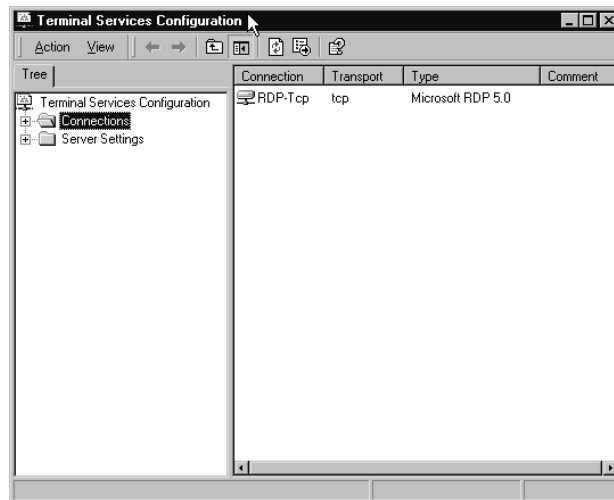 Terminal Services Configuration
Action View
Tree
Connection Transport Type Comment
Terminal Services Configuration
RDP-Tcp tcp Microsoft RDP 5.0
Connections
Server Settings